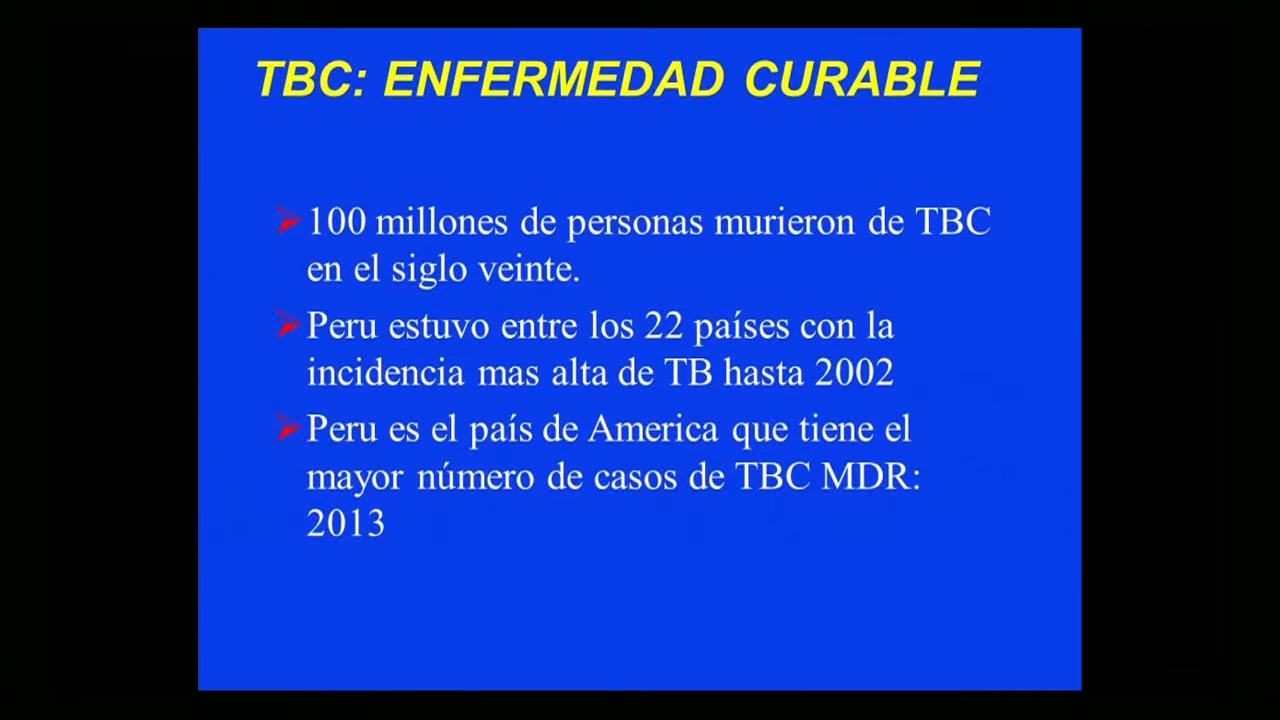 TBC: ENFERMEDAD CURABLE
100 millones de personas murieron de TBC
en el siglo veinte.
Peru estuvo entre los 22 países con la
incidencia mas alta de TB hasta 2002
Peru es el país de America que tiene el
mayor número de casos de TBC MDR:
2013